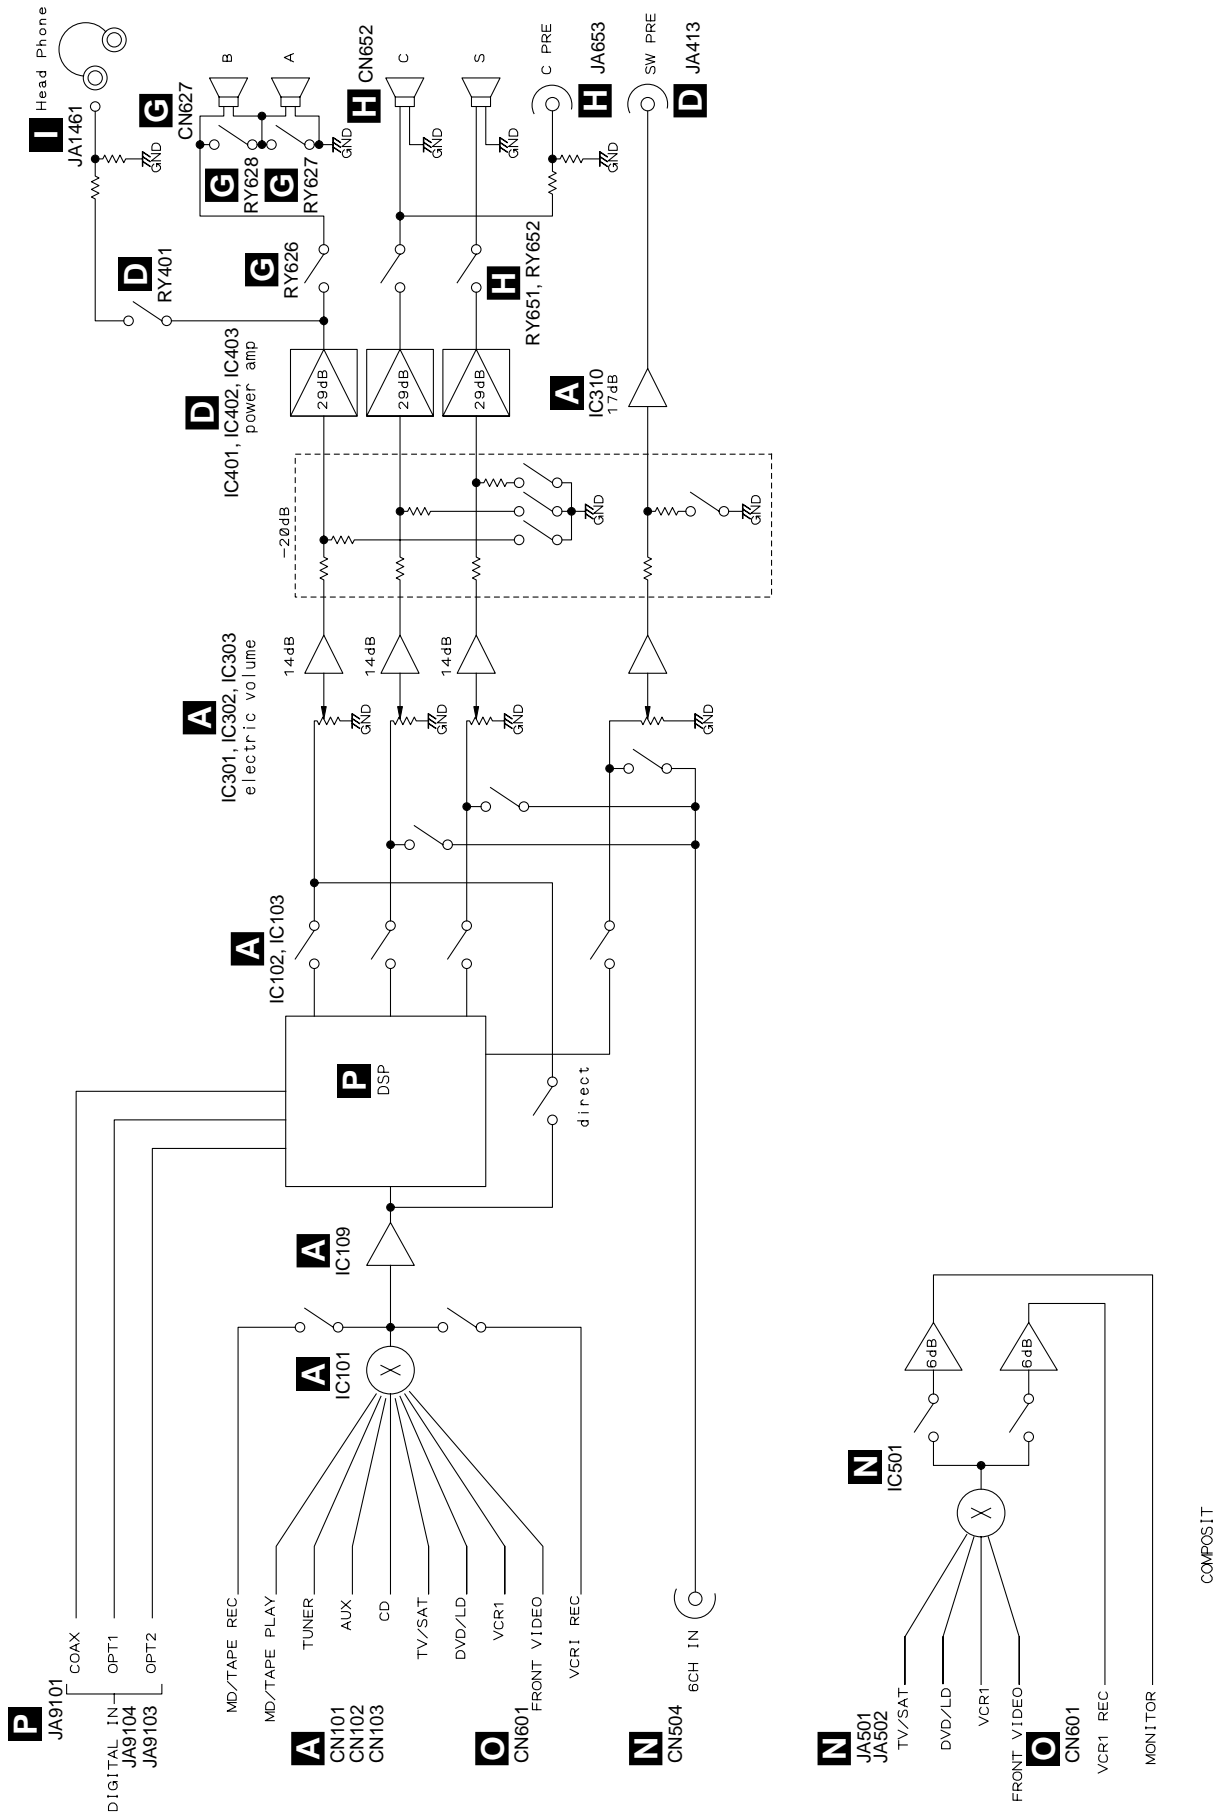 P
JA9101
COAX
DIGITAL IN
OPT1
JA9104
OPT2
JA9103
MD/TAPE REC
MD/TAPE PLAY
TUNER
AUX
CD
TV/SAT
DVD/LD
VCR1
FRONT VIDEO
VCRI REC
A
CN101
CN102
CN103
O
CN601
N
CN504
6CH IN
A
IC101
A
IC109
P
DSP
direct
A
IC102, IC103
A
IC301, IC302, IC303
electric volume
GND
GND
GND
GND
14dB
14dB
14dB
-20dB
GND
GND
D
IC401, IC402, IC403
power amp
29dB
29dB
29dB
A
IC310
17dB
D
RY401
G
RY626
H
RY651, RY652
G
RY628
G
RY627
I
Head Phone
JA1461
GND
G
CN627
B
A
GND
H
CN652
C
GND
S
GND
C PRE
H
JA653
GND
SW PRE
D
JA413
N
JA501
JA502
TV/SAT
DVD/LD
VCR1
FRONT VIDEO
O
CN601
VCR1 REC
MONITOR
N
IC501
6dB
6dB
COMPOSIT